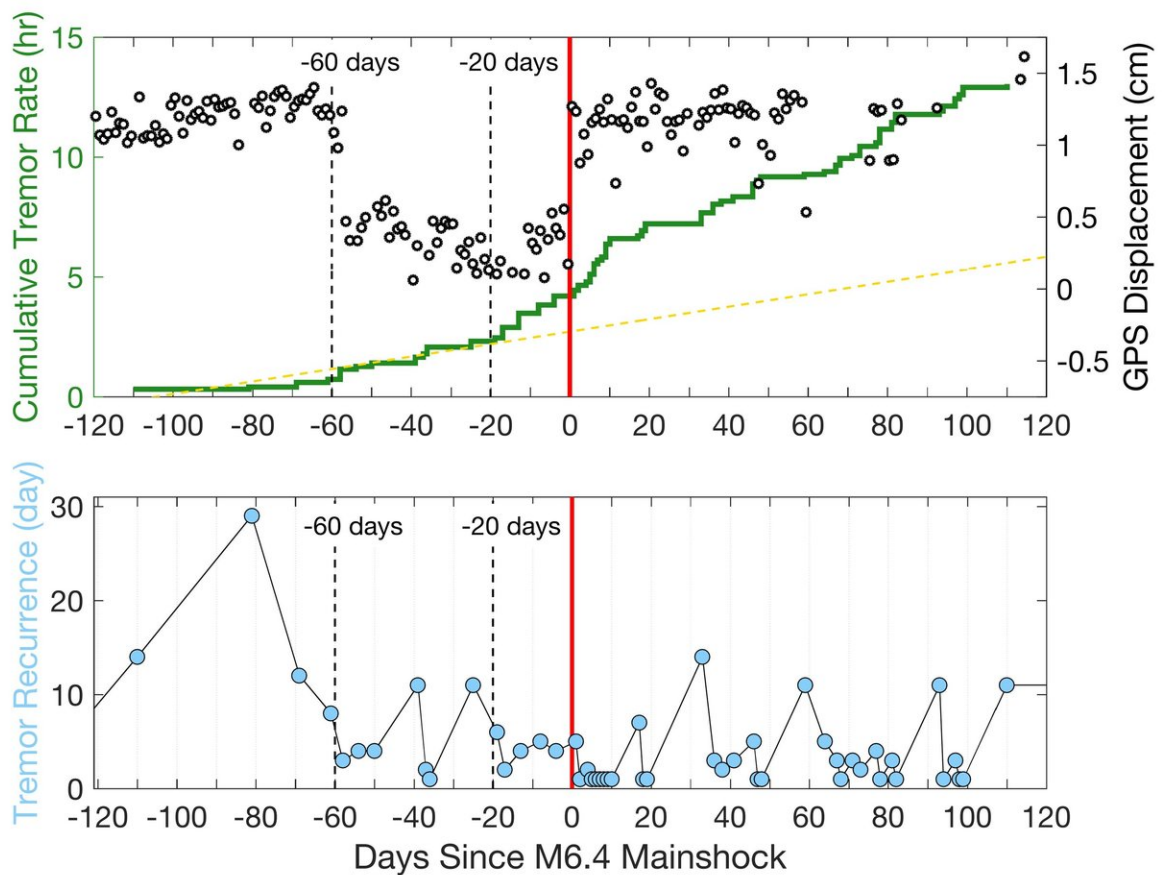 Cumulative Tremor Rate (hr)
15
10
5
0
-60 days
-20 days
1.5
1
0.5
0
-0.5
GPS Displacement (cm)
-120 -100 -80 -60 -40 -20 0 20 40 60 80 100 120
Tremor Recurrence (day)
30
20
10
0
-60 days
-20 days
-120 -100 -80 -60 -40 -20 0 20 40 60 80 100 120
Days Since M6.4 Mainshock